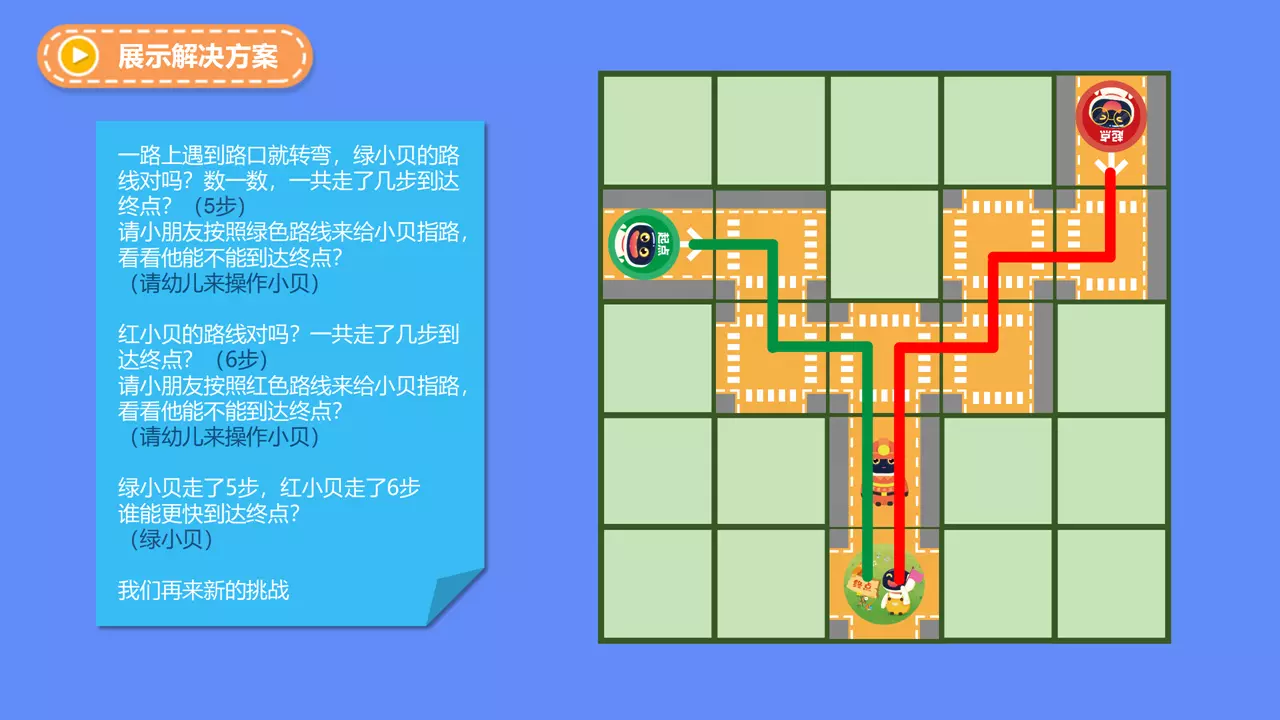 展示解决方案
一路上遇到路口就转弯，绿小贝的路
线对吗？数一数，一共走了几步到达
终点？（5步）
请小朋友按照绿色路线来给小贝指路，
看看他能不能到达终点？
（请幼儿来操作小贝）
红小贝的路线对吗？一共走了几步到
达终点？（6步）
请小朋友按照红色路线来给小贝指路，
看看他能不能到达终点？
（请幼儿来操作小贝）
绿小贝走了5步，红小贝走了6步
谁能更快到达终点？
（绿小贝）
我们再来新的挑战
起点
起点
终点